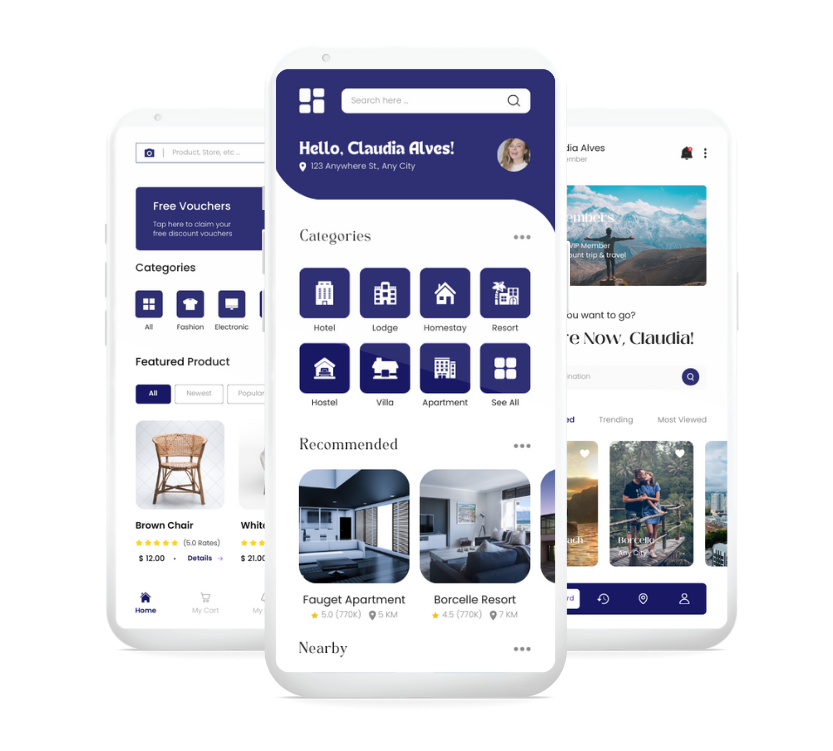 Product, Store, etc ...
Free Vouchers
Tap here to claim your
free discount vouchers
Categories
All
Fashion
Electronic
Featured Product
All
Newest
Popular
Brown Chair
(5.0 Rates)
$ 12.00 • Details →
$ 21.00
Home
My Cart
My
Search here ..
Hello, Claudia Alves!
123 Anywhere St., Any City
Categories
Hotel
Lodge
Homestay
Resort
Hostel
Villa
Apartment
See All
Recommended
Fauget Apartment
5.0 (770K) 5 KM
Borcelle Resort
4.5 (770K) 7 KM
Nearby
dia Alves
ember
embers
VIP Member
ount trip & travel
ou want to go?
re Now, Claudia!
ination
ed
Trending
Most Viewed
ach
Borcelle
Any City
rd